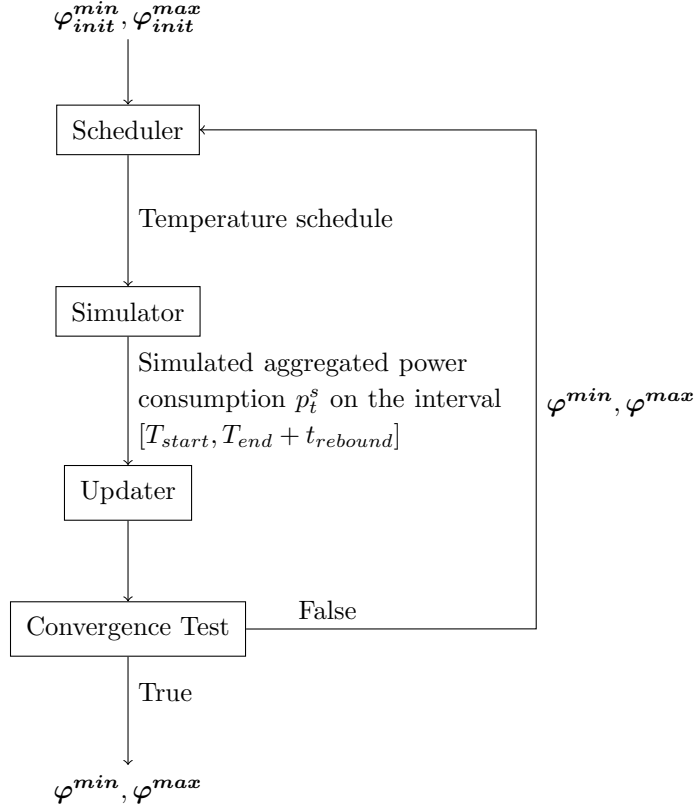 φ_init^min, φ_init^max
Scheduler
Temperature schedule
Simulator
Simulated aggregated power
consumption p_t^s on the interval
[T_start, T_end + t_rebound]
φ^min, φ^max
Updater
Convergence Test
False
True
φ^min, φ^max